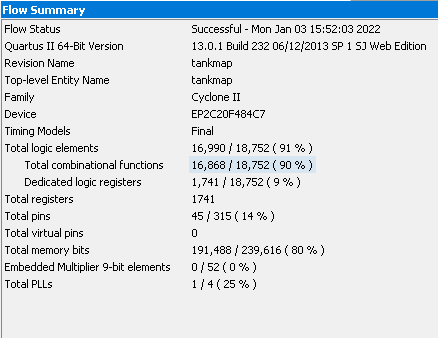 Flow Summary
Flow Status Successful - Mon Jan 03 15:52:03 2022
Quartus II 64-Bit Version 13.0.1 Build 232 06/12/2013 SP 1 SJ Web Edition
Revision Name tankmap
Top-level Entity Name tankmap
Family Cyclone II
Device EP2C20F484C7
Timing Models Final
Total logic elements 16,990 / 18,752 ( 91 % )
Total combinational functions 16,868 / 18,752 ( 90 % )
Dedicated logic registers 1,741 / 18,752 ( 9 % )
Total registers 1741
Total pins 45 / 315 ( 14 % )
Total virtual pins 0
Total memory bits 191,488 / 239,616 ( 80 % )
Embedded Multiplier 9-bit elements 0 / 52 ( 0 % )
Total PLLs 1 / 4 ( 25 % )